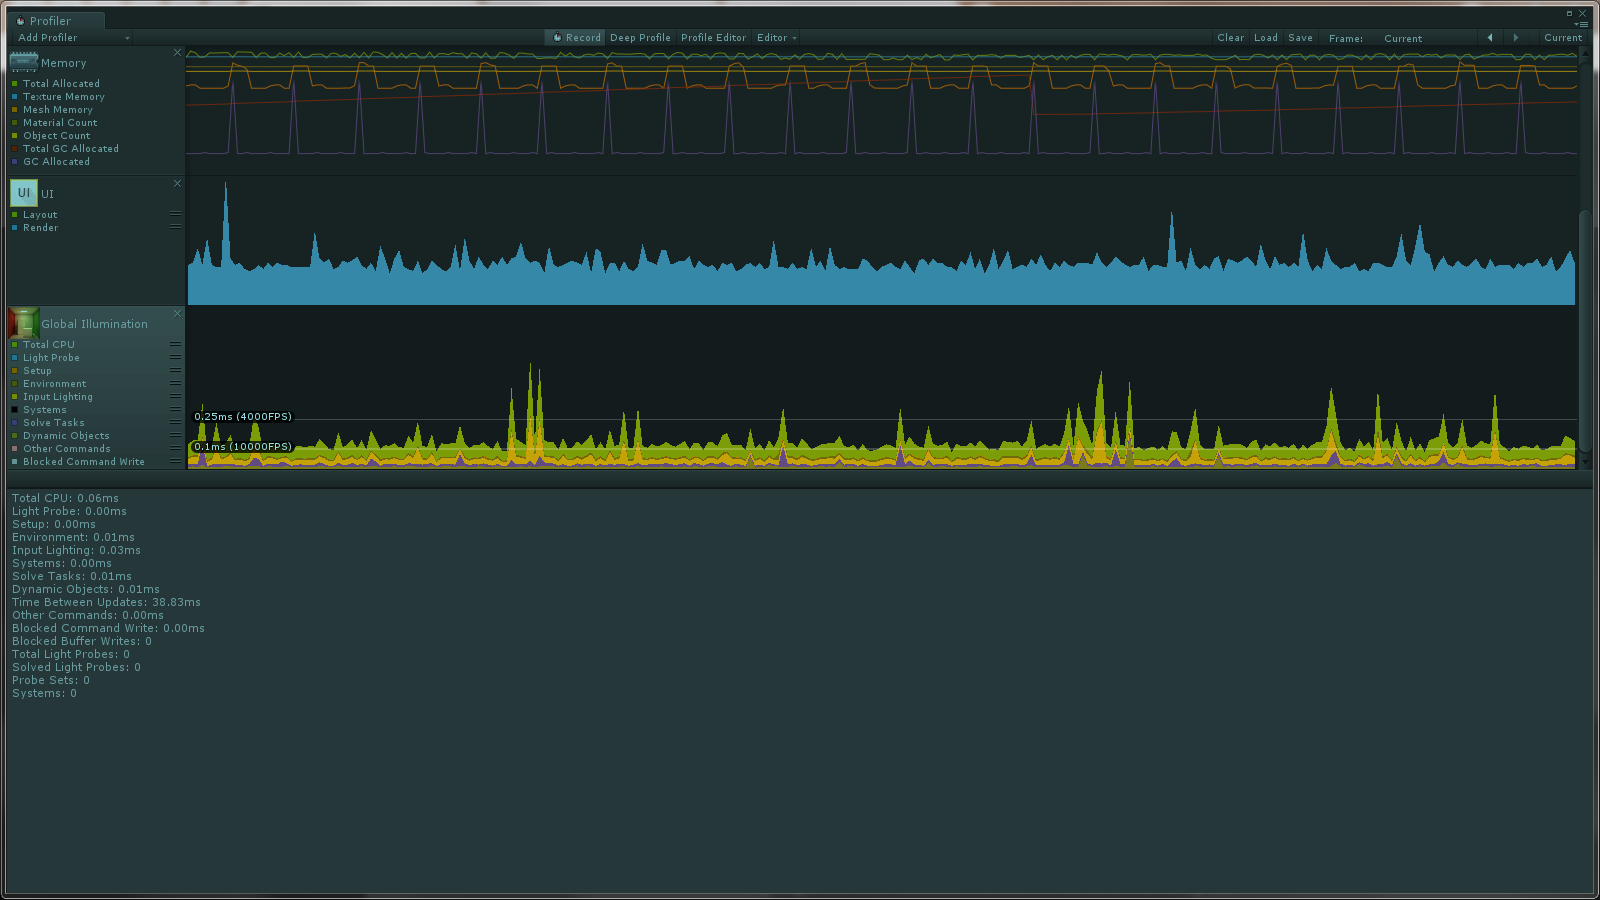 Profiler
Add Profiler
Record Deep Profile Profile Editor Editor
Clear Load Save Frame: Current Current
Memory
Total Allocated
Texture Memory
Mesh Memory
Material Count
Object Count
Total GC Allocated
GC Allocated
UI UI
Layout
Render
Global Illumination
Total CPU
Light Probe
Setup
Environment
Input Lighting
Systems
Solve Tasks
Dynamic Objects
Other Commands
Blocked Command Write
0.25ms (4000FPS)
0.1ms (10000FPS)
Total CPU: 0.06ms
Light Probe: 0.00ms
Setup: 0.00ms
Environment: 0.01ms
Input Lighting: 0.03ms
Systems: 0.00ms
Solve Tasks: 0.01ms
Dynamic Objects: 0.01ms
Time Between Updates: 38.83ms
Other Commands: 0.00ms
Blocked Command Write: 0.00ms
Blocked Buffer Writes: 0
Total Light Probes: 0
Solved Light Probes: 0
Probe Sets: 0
Systems: 0